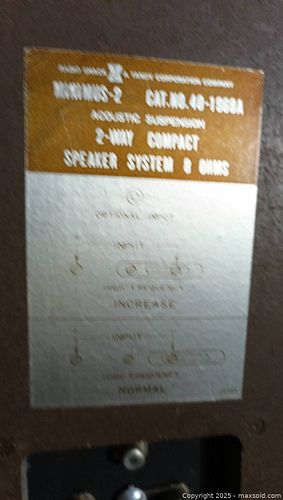 RADIO SHACK A TANDY CORPORATION COMPANY
MINIMUS-2 CAT.NO.40-1968A
ACOUSTIC SUSPENSION
2-WAY COMPACT
SPEAKER SYSTEM 8 OHMS
OPTIONAL INPUT
INPUT
HIGH FREQUENCY
INCREASE
INPUT
HIGH FREQUENCY
NORMAL
Copyright 2025 - maxsold.com